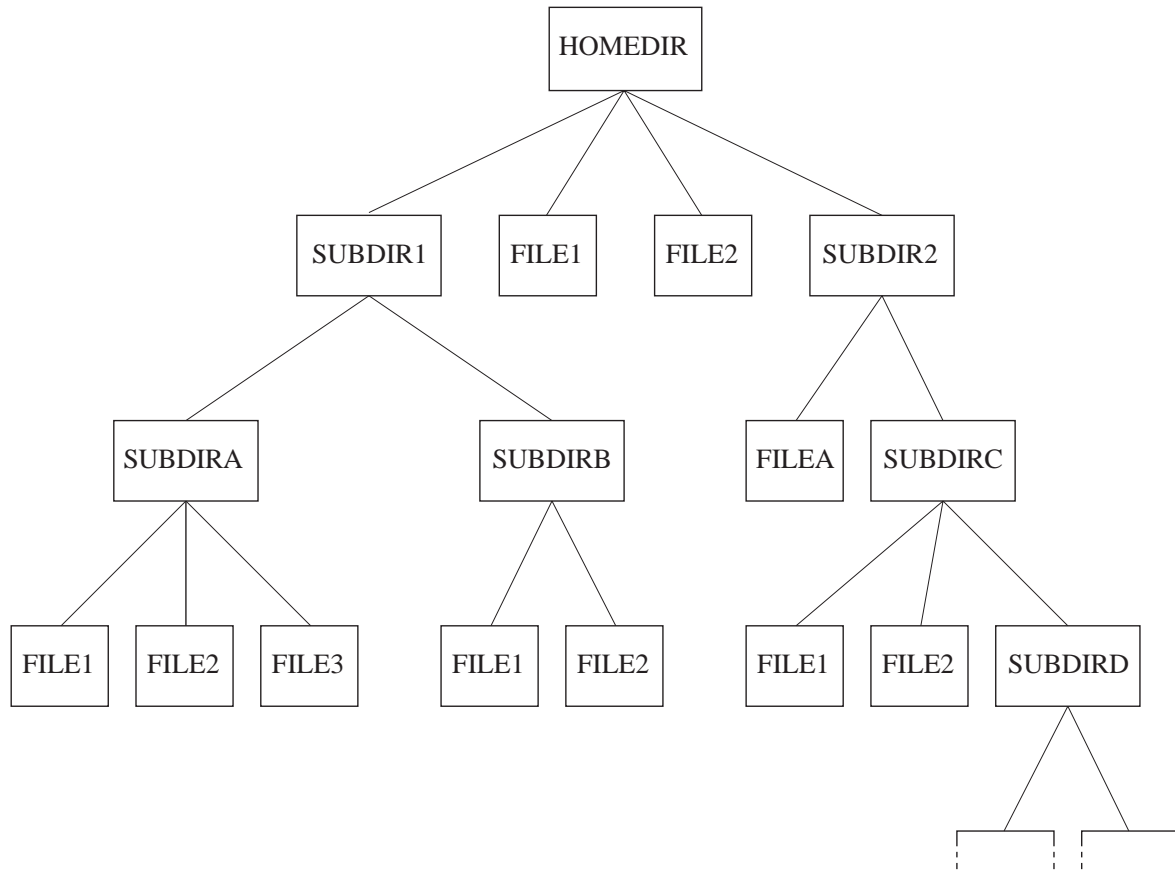 HOMEDIR
SUBDIR1
FILE1
FILE2
SUBDIR2
SUBDIRA
SUBDIRB
FILEA
SUBDIRC
FILE1
FILE2
FILE3
FILE1
FILE2
FILE1
FILE2
SUBDIRD